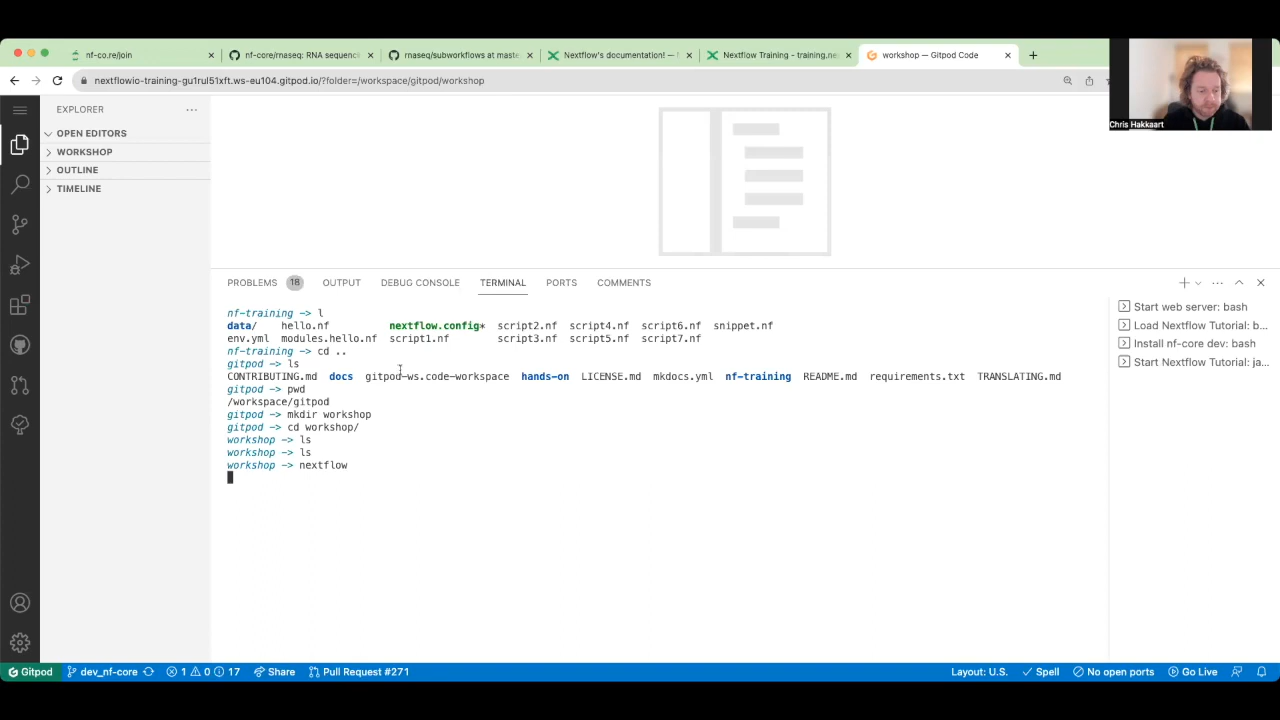 nf-co.re/join
nf-core/rnaseq: RNA sequenc
rnaseq/subworkflows at maste
Nextflow's documentation! —
Nextflow Training - training.ne
workshop — Gitpod Code
nextflowio-training-gu1rul51xft.ws-eu104.gitpod.io/?folder=/workspace/gitpod/workshop
Chris Hakkaart
EXPLORER
OPEN EDITORS
WORKSHOP
OUTLINE
TIMELINE
PROBLEMS 18 OUTPUT DEBUG CONSOLE TERMINAL PORTS COMMENTS
nf-training -> l
data/ hello.nf nextflow.config* script2.nf script4.nf script6.nf snippet.nf
env.yml modules.hello.nf script1.nf script3.nf script5.nf script7.nf
nf-training -> cd ..
gitpod -> ls
CONTRIBUTING.md docs gitpod-ws.code-workspace hands-on LICENSE.md mkdocs.yml nf-training README.md requirements.txt TRANSLATING.md
gitpod -> pwd
/workspace/gitpod
gitpod -> mkdir workshop
gitpod -> cd workshop/
workshop -> ls
workshop -> ls
workshop -> nextflow
Start web server: bash
Load Nextflow Tutorial: b...
Install nf-core dev: bash
Start Nextflow Tutorial: ja...
Gitpod dev_nf-core 1 0 17 Share Pull Request #271 Layout: U.S. Spell No open ports Go Live